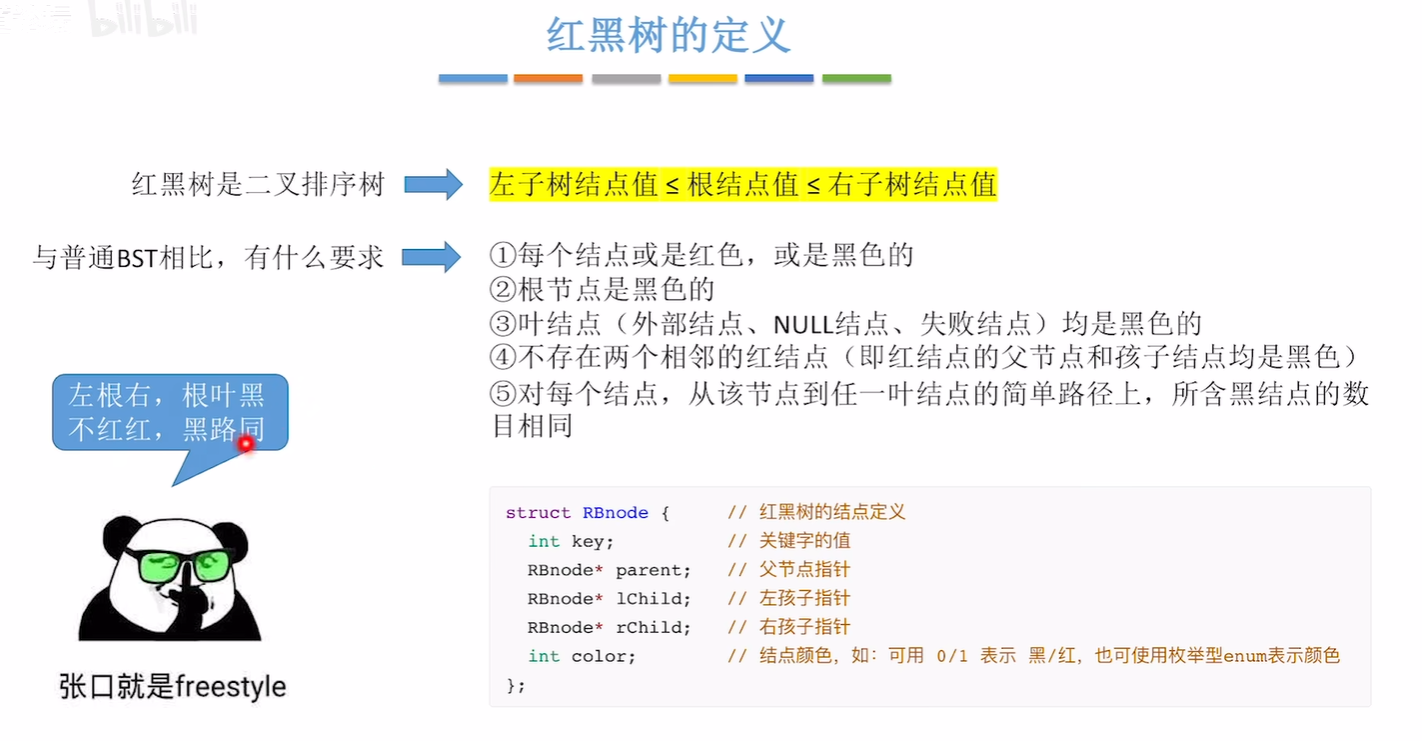 bilibili
红黑树的定义
红黑树是二叉排序树
左子树结点值 ≤ 根结点值 ≤ 右子树结点值
与普通BST相比，有什么要求
①每个结点或是红色，或是黑色的
②根节点是黑色的
③叶结点（外部结点、NULL结点、失败结点）均是黑色的
④不存在两个相邻的红结点（即红结点的父节点和孩子结点均是黑色）
⑤对每个结点，从该节点到任一叶结点的简单路径上，所含黑结点的数
目相同
左根右，根叶黑
不红红，黑路同
struct RBnode { // 红黑树的结点定义
int key; // 关键字的值
RBnode* parent; // 父节点指针
RBnode* lChild; // 左孩子指针
RBnode* rChild; // 右孩子指针
int color; // 结点颜色，如：可用 0/1 表示 黑/红，也可使用枚举型enum表示颜色
};
张口就是freestyle